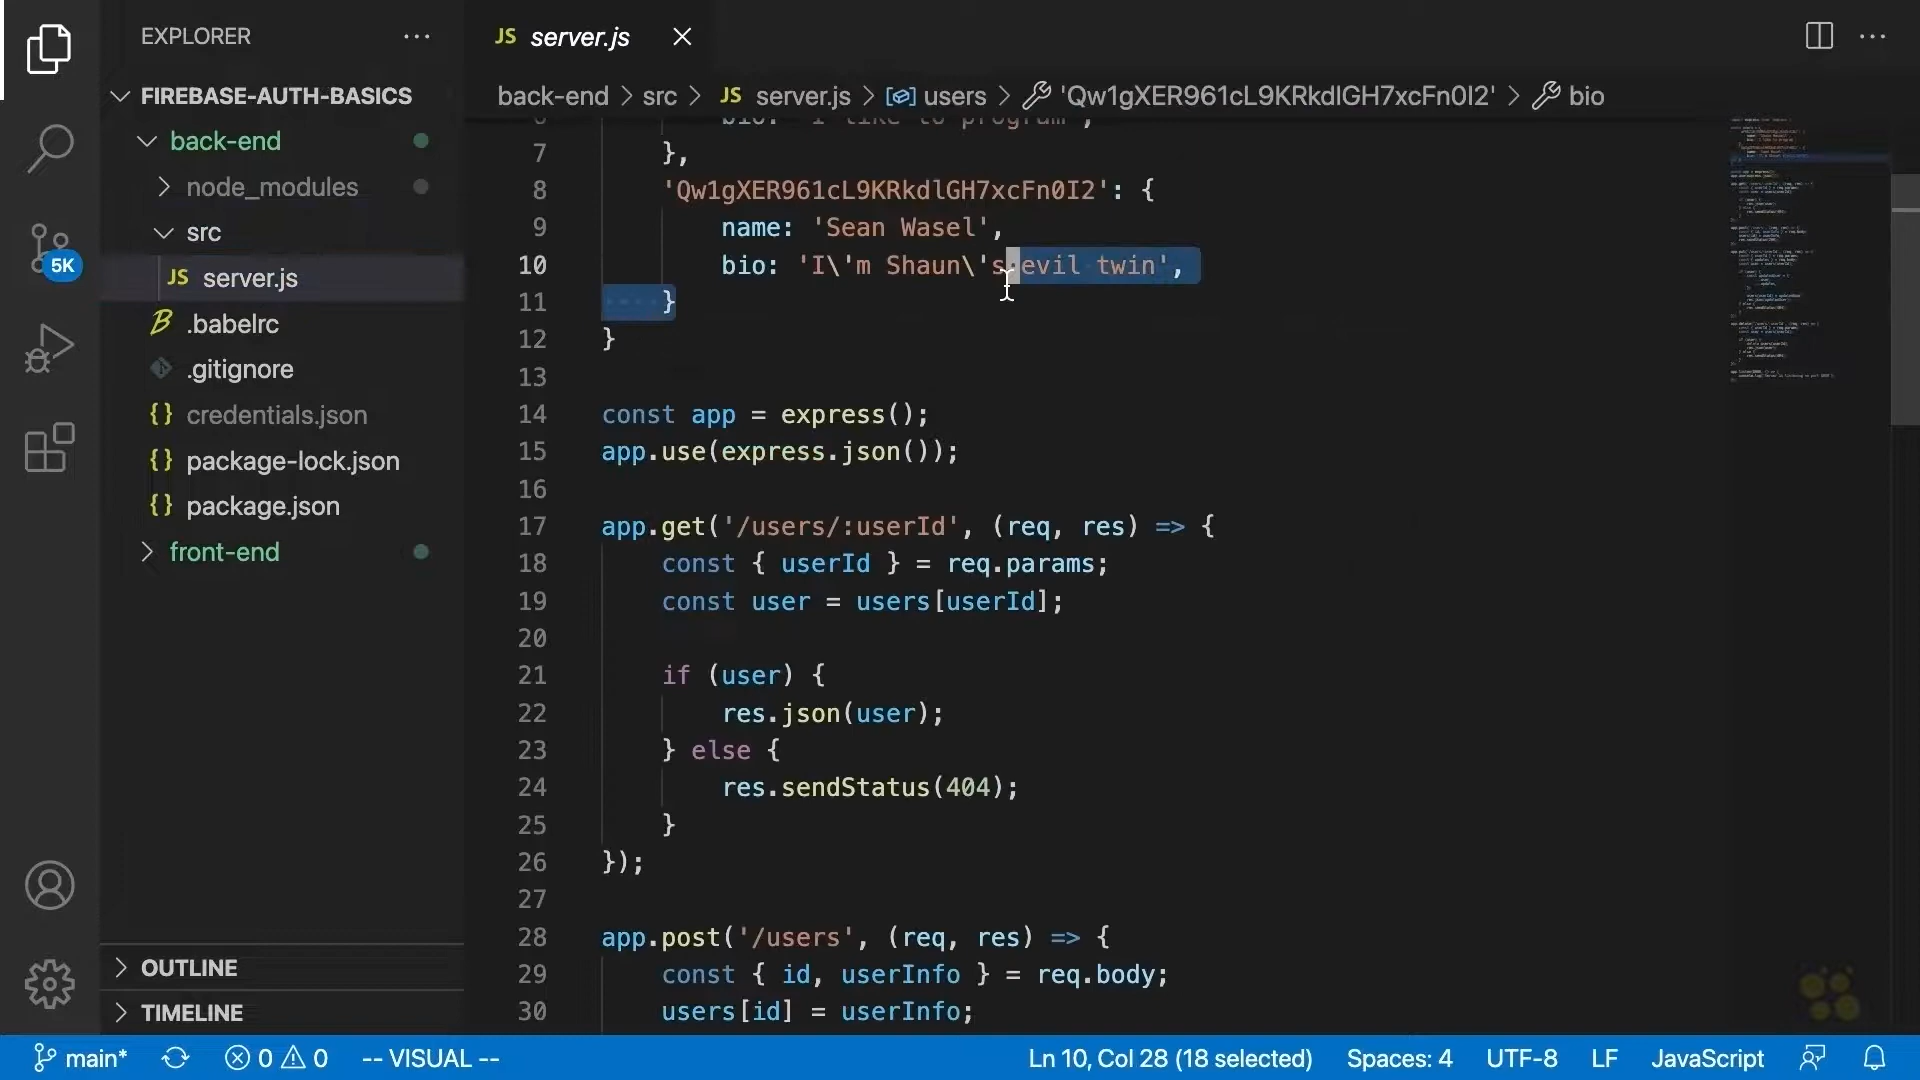 EXPLORER
FIREBASE-AUTH-BASICS
back-end
node_modules
src
JS server.js
.babelrc
.gitignore
{} credentials.json
{} package-lock.json
{} package.json
front-end
OUTLINE
TIMELINE
5K
JS server.js
back-end > src > JS server.js > users > 'Qw1gXER961cL9KRkdlGH7xcFn0I2' > bio
6 bio: 'I like to program',
7 },
8 'Qw1gXER961cL9KRkdlGH7xcFn0I2': {
9 name: 'Sean Wasel',
10 bio: 'I\'m Shaun\'s evil twin',
11 }
12 }
13
14 const app = express();
15 app.use(express.json());
16
17 app.get('/users/:userId', (req, res) => {
18 const { userId } = req.params;
19 const user = users[userId];
20
21 if (user) {
22 res.json(user);
23 } else {
24 res.sendStatus(404);
25 }
26 });
27
28 app.post('/users', (req, res) => {
29 const { id, userInfo } = req.body;
30 users[id] = userInfo;
main* 0 0 -- VISUAL -- Ln 10, Col 28 (18 selected) Spaces: 4 UTF-8 LF JavaScript